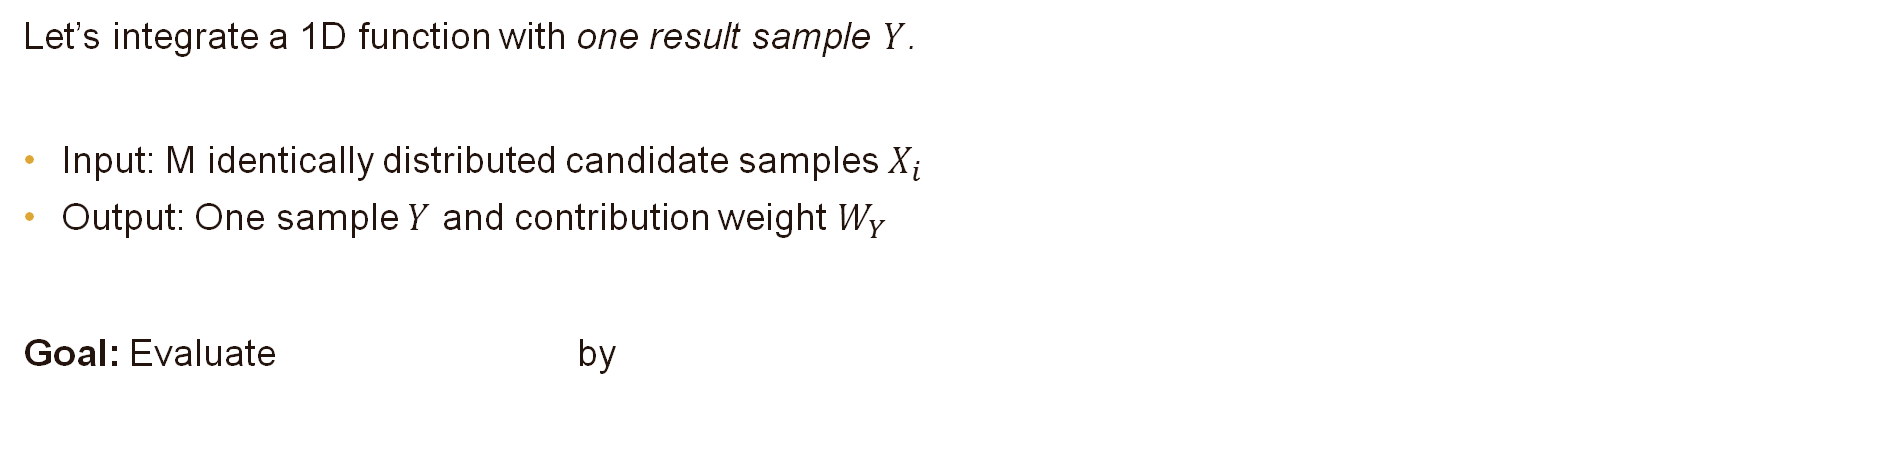 Let’s integrate a 1D function with one result sample Y.
• Input: M identically distributed candidate samples Xᵢ
• Output: One sample Y and contribution weight W_Y
Goal: Evaluate by